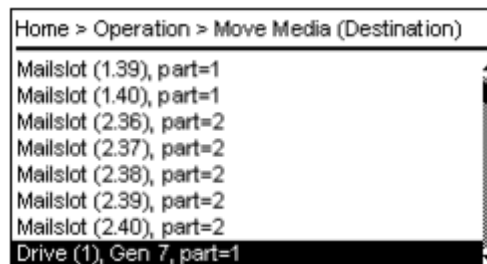 Home > Operation > Move Media (Destination)
Mailslot (1.39), part=1
Mailslot (1.40), part=1
Mailslot (2.36), part=2
Mailslot (2.37), part=2
Mailslot (2.38), part=2
Mailslot (2.39), part=2
Mailslot (2.40), part=2
Drive (1), Gen 7, part=1